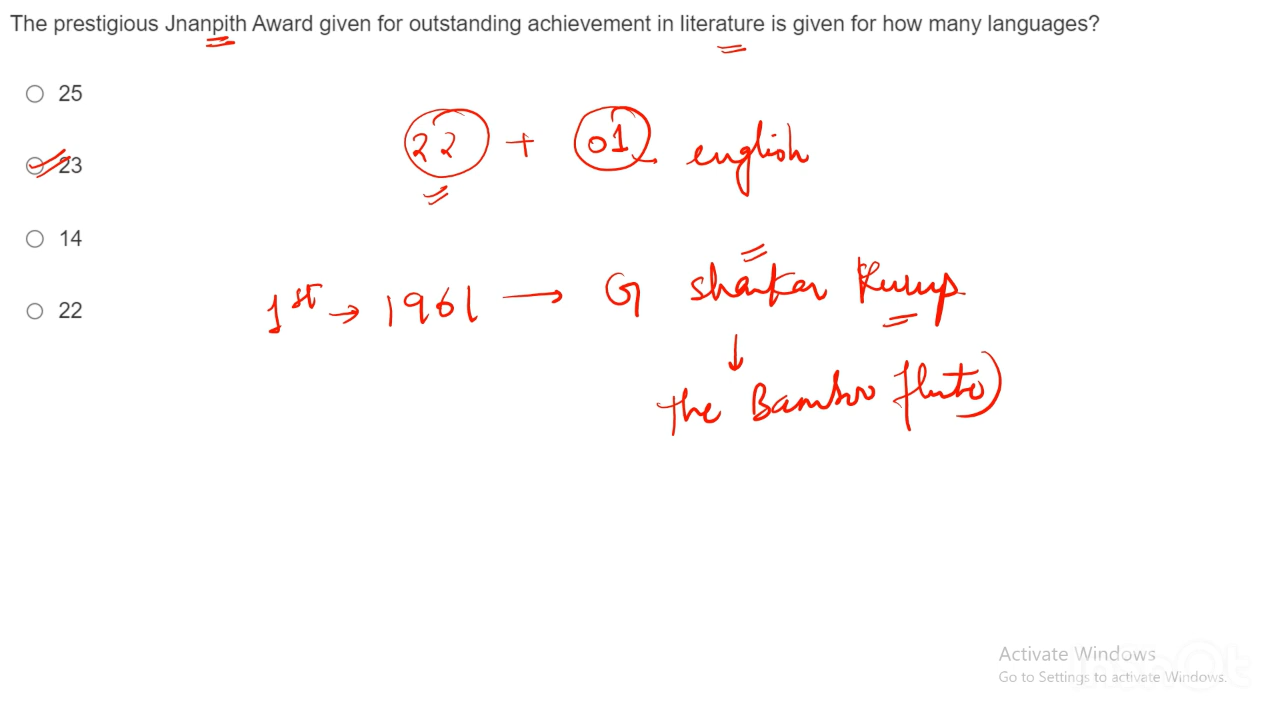 The prestigious Jnanpith Award given for outstanding achievement in literature is given for how many languages?
25
22 + 01 english
23
14
1st → 1961 → G shankar Kurup
22
↓
the Bamboo flute)
Activate Windows
Go to Settings to activate Windows.